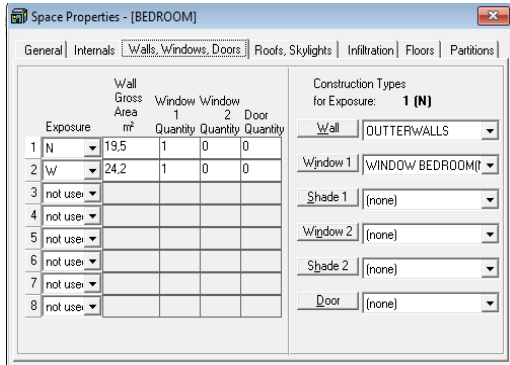 Space Properties - [BEDROOM]
General Internals Walls, Windows, Doors Roofs, Skylights Infiltration Floors Partitions
Exposure Wall Gross Area m² Window 1 Quantity Window 2 Quantity Door Quantity
1 N 19,5 1 0 0
2 W 24,2 1 0 0
3 not use
4 not use
5 not use
6 not use
7 not use
8 not use
Construction Types
for Exposure: 1 (N)
Wall OUTTERWALLS
Window 1 WINDOW BEDROOM(
Shade 1 (none)
Window 2 (none)
Shade 2 (none)
Door (none)